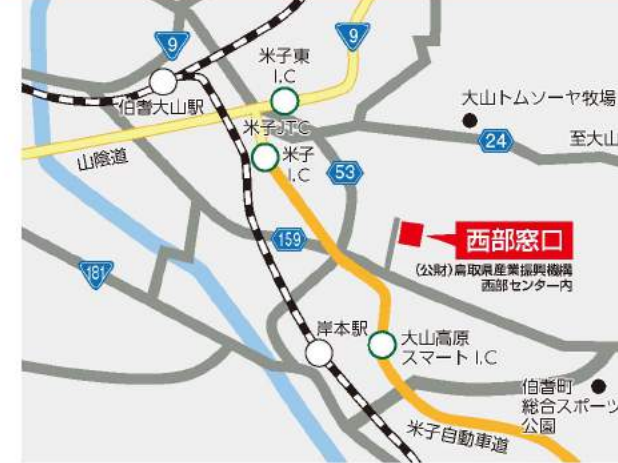 9
9
米子東
I.C
伯耆大山駅
大山トムソーヤ牧場
米子JTC
24
至大山
山陰道
米子
I.C
53
西部窓口
159
(公財)鳥取県産業振興機構
西部センター内
181
岸本駅
大山高原
スマート I.C
伯耆町
総合スポーツ
公園
米子自動車道